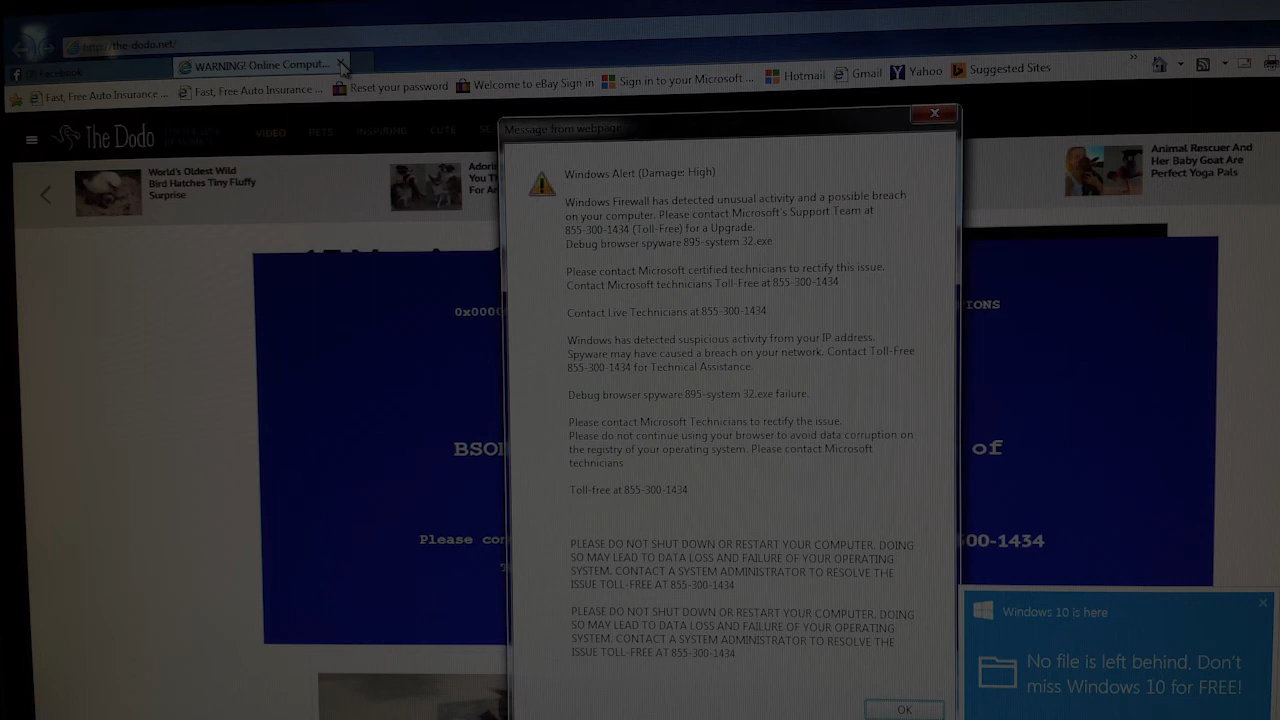 http://the-dodo.net/
Facebook
WARNING! Online Comput...
Fast, Free Auto Insurance ...
Fast, Free Auto Insurance ...
Reset your password
Welcome to eBay Sign in
Sign in to your Microsoft ...
Hotmail
Gmail
Yahoo
Suggested Sites
The Dodo
VIDEO
PETS
INSPIRING
CUTE
World's Oldest Wild
Bird Hatches Tiny Fluffy
Surprise
Animal Rescuer And
Her Baby Goat Are
Perfect Yoga Pals
Message from webpage
Windows Alert (Damage: High)
Windows Firewall has detected unusual activity and a possible breach
on your computer. Please contact Microsoft's Support Team at
855-300-1434 (Toll-Free) for a Upgrade.
Debug browser spyware 895-system 32.exe
Please contact Microsoft certified technicians to rectify this issue.
Contact Microsoft technicians Toll-Free at 855-300-1434
Contact Live Technicians at 855-300-1434
Windows has detected suspicious activity from your IP address.
Spyware may have caused a breach on your network. Contact Toll-Free
855-300-1434 for Technical Assistance.
Debug browser spyware 895-system 32.exe failure.
Please contact Microsoft Technicians to rectify the issue.
Please do not continue using your browser to avoid data corruption on
the registry of your operating system. Please contact Microsoft
technicians
Toll-free at 855-300-1434
PLEASE DO NOT SHUT DOWN OR RESTART YOUR COMPUTER. DOING
SO MAY LEAD TO DATA LOSS AND FAILURE OF YOUR OPERATING
SYSTEM. CONTACT A SYSTEM ADMINISTRATOR TO RESOLVE THE
ISSUE TOLL-FREE AT 855-300-1434
PLEASE DO NOT SHUT DOWN OR RESTART YOUR COMPUTER. DOING
SO MAY LEAD TO DATA LOSS AND FAILURE OF YOUR OPERATING
SYSTEM. CONTACT A SYSTEM ADMINISTRATOR TO RESOLVE THE
ISSUE TOLL-FREE AT 855-300-1434
OK
BSOD
of
Please
00-1434
Windows 10 is here
No file is left behind. Don't
miss Windows 10 for FREE!